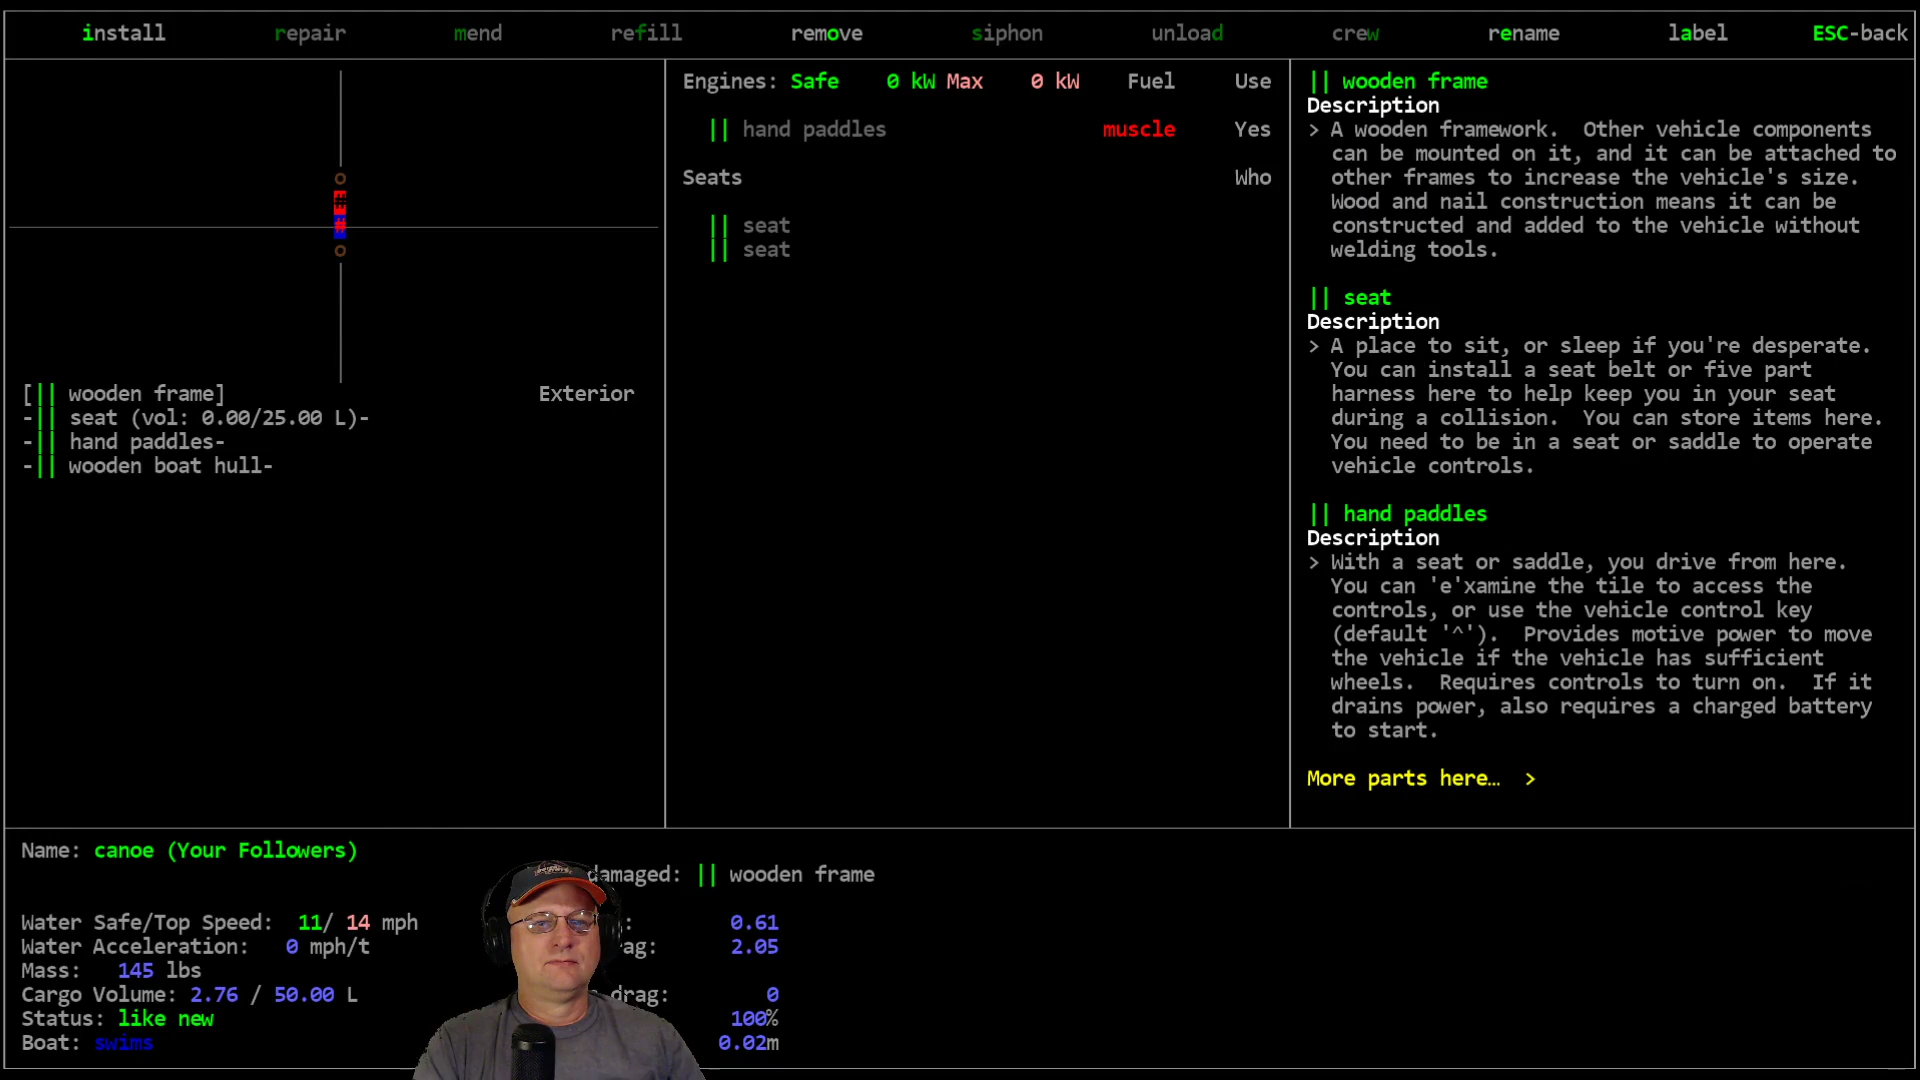 install repair mend refill remove siphon unload crew rename label ESC-back
[|| wooden frame] Exterior
-|| seat (vol: 0.00/25.00 L)-
-|| hand paddles-
-|| wooden boat hull-
Engines: Safe 0 kW Max 0 kW Fuel Use
|| hand paddles muscle Yes
Seats Who
|| seat
|| seat
|| wooden frame
Description
> A wooden framework. Other vehicle components
can be mounted on it, and it can be attached to
other frames to increase the vehicle's size.
Wood and nail construction means it can be
constructed and added to the vehicle without
welding tools.
|| seat
Description
> A place to sit, or sleep if you're desperate.
You can install a seat belt or five part
harness here to help keep you in your seat
during a collision. You can store items here.
You need to be in a seat or saddle to operate
vehicle controls.
|| hand paddles
Description
> With a seat or saddle, you drive from here.
You can 'e'xamine the tile to access the
controls, or use the vehicle control key
(default '^'). Provides motive power to move
the vehicle if the vehicle has sufficient
wheels. Requires controls to turn on. If it
drains power, also requires a charged battery
to start.
More parts here… >
Name: canoe (Your Followers)
damaged: || wooden frame
Water Safe/Top Speed: 11/ 14 mph : 0.61
Water Acceleration: 0 mph/t ag: 2.05
Mass: 145 lbs
Cargo Volume: 2.76 / 50.00 L drag: 0
Status: like new 100%
Boat: swims 0.02m